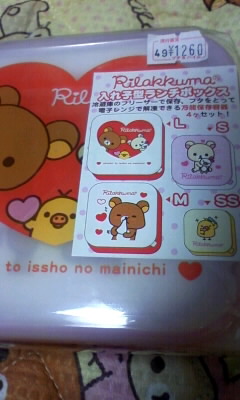 49 ¥1260
Rilakkuma
入れ子型ランチボックス
冷蔵庫のフリーザーで保存、フタをとって
電子レンジで解凍できる冷凍保存容器
4ヶセット!
Ril
L
S
Rilakkuma
M
SS
Rilakkuma
to issho no mainichi